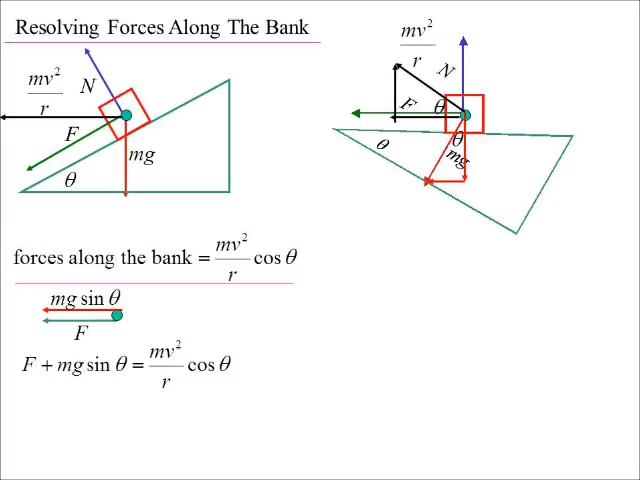 Resolving Forces Along The Bank
mv²/r
N
F
mg
θ
mv²/r
N
F
θ
θ
mg
θ
forces along the bank = mv²/r cos θ
mg sin θ
F
F + mg sin θ = mv²/r cos θ